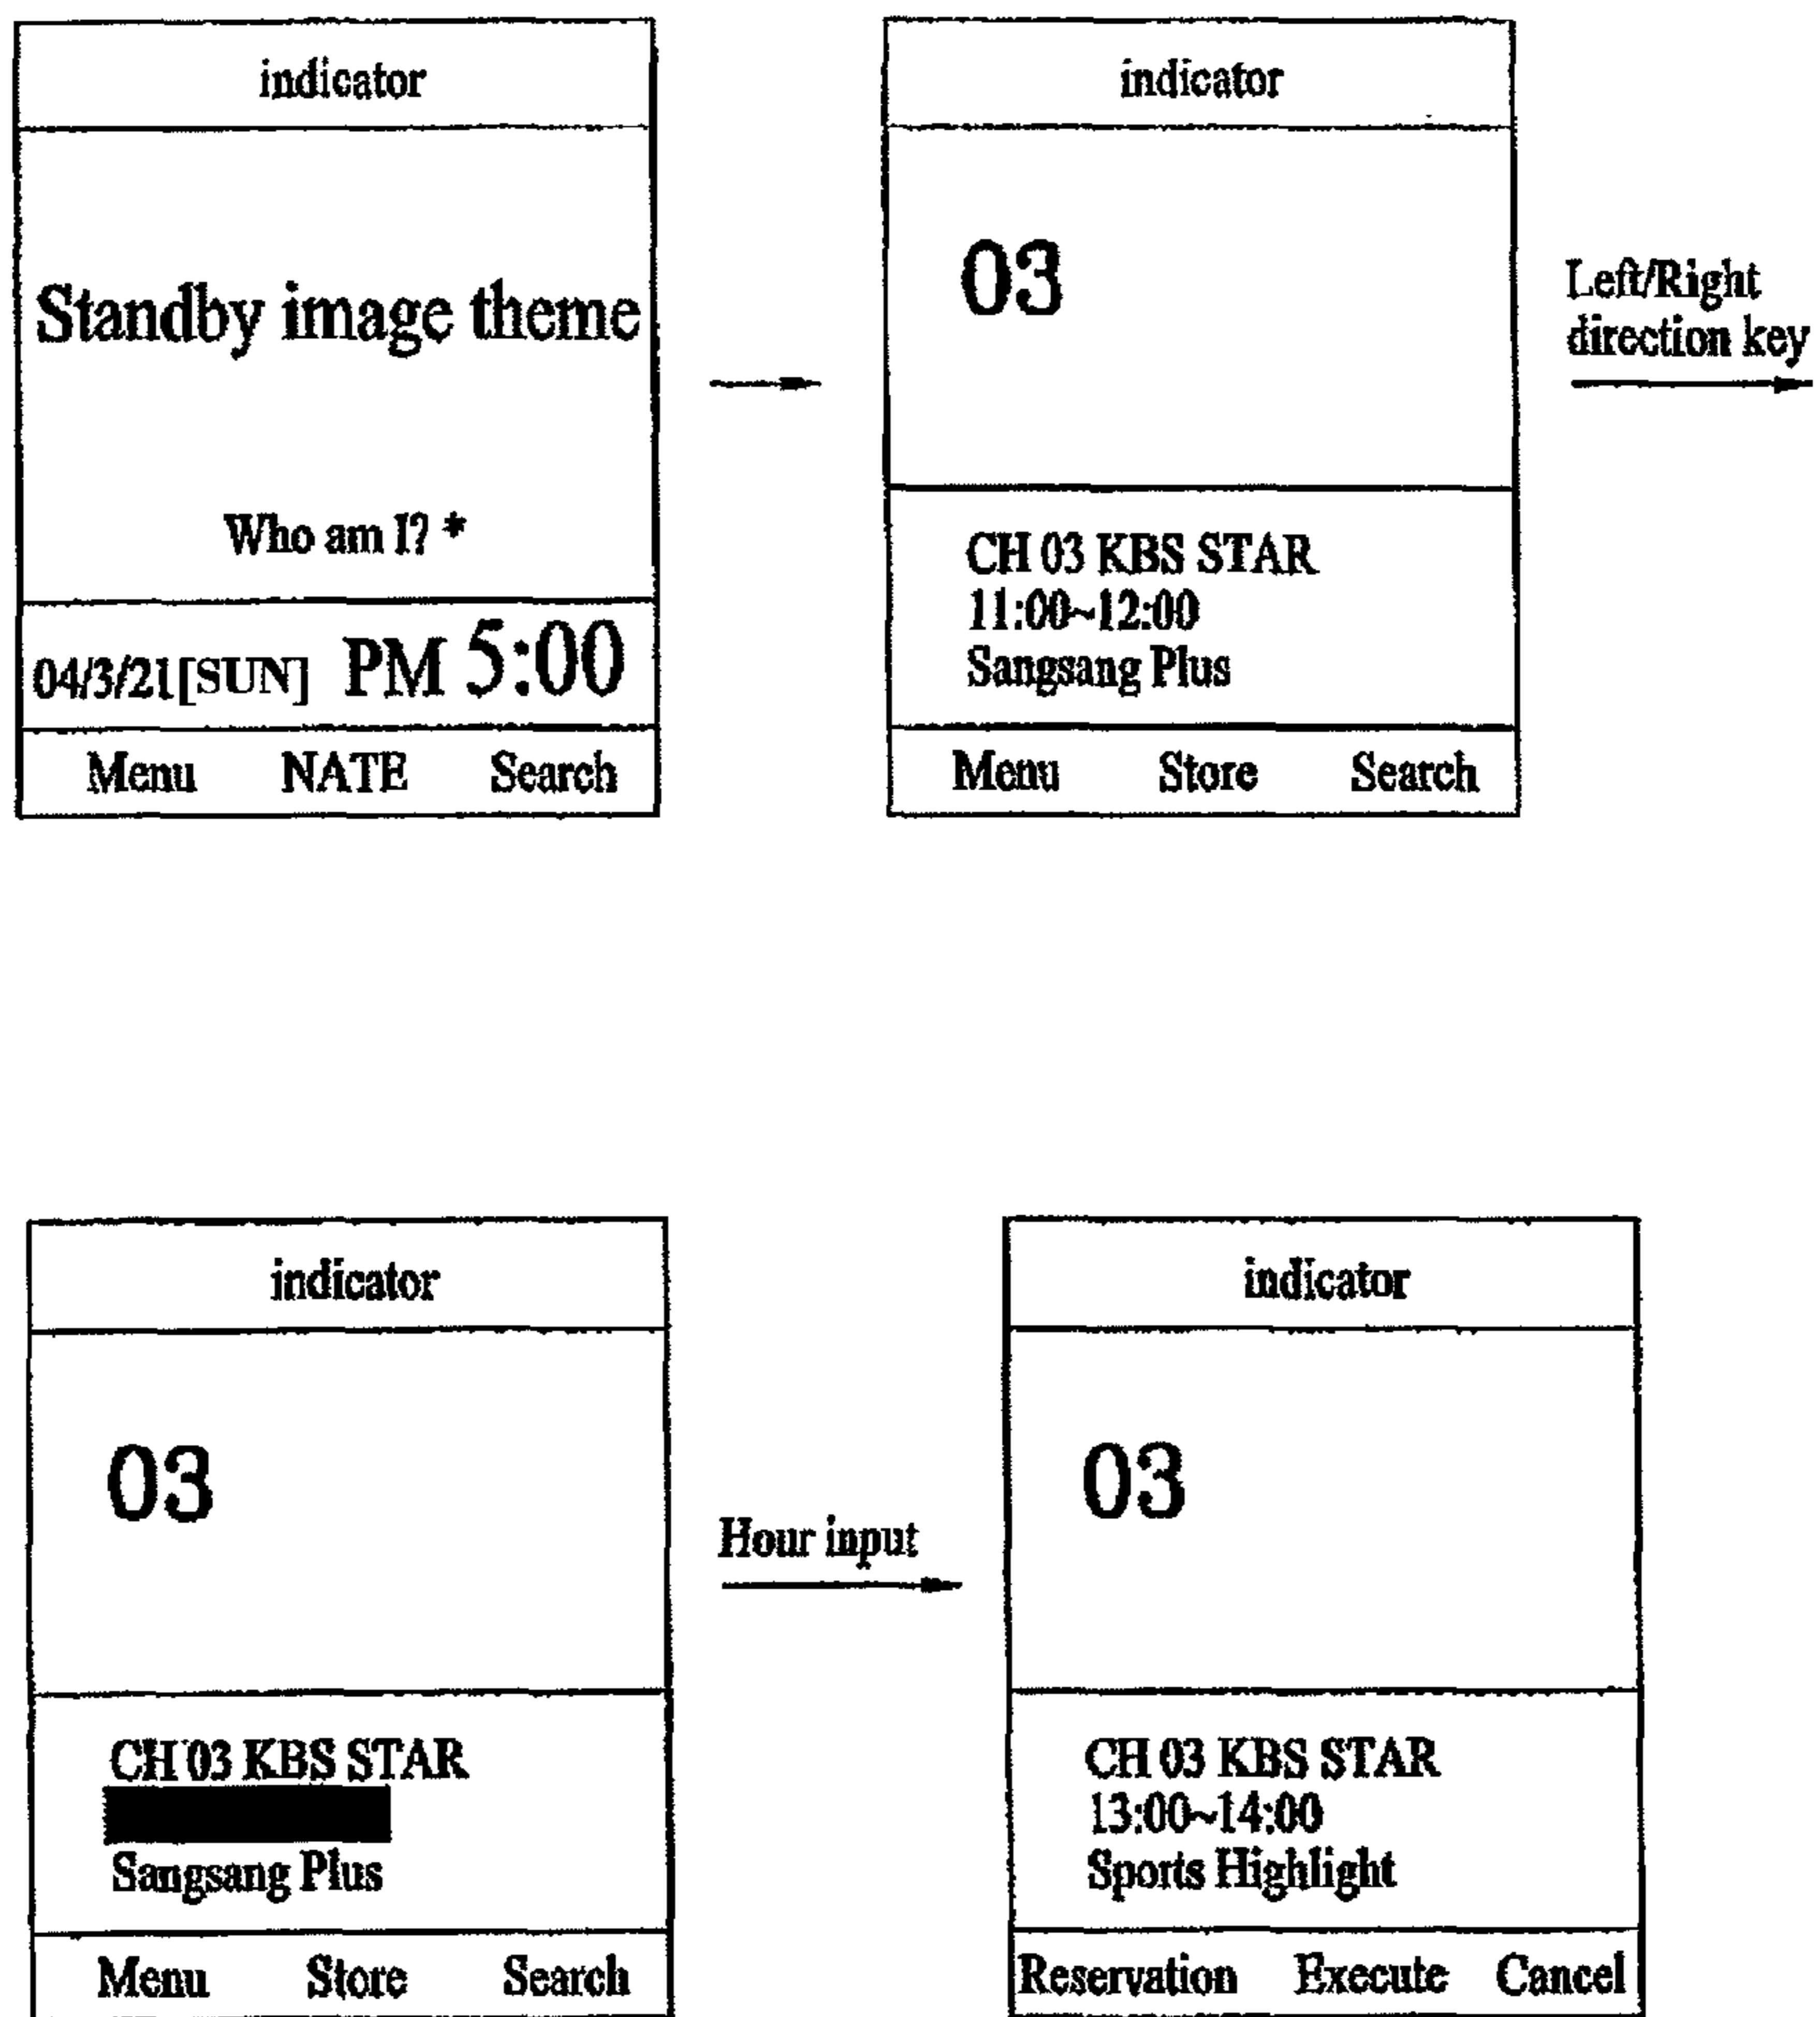 indicator
Standby image theme
Who am I? *
04/3/21[SUN] PM 5:00
Menu NATE Search
indicator
03
CH 03 KBS STAR
11:00~12:00
Sangsang Plus
Menu Store Search
Left/Right
direction key
indicator
03
CH 03 KBS STAR
Sangsang Plus
Menu Store Search
Hour input
indicator
03
CH 03 KBS STAR
13:00~14:00
Sports Highlight
Reservation Execute Cancel